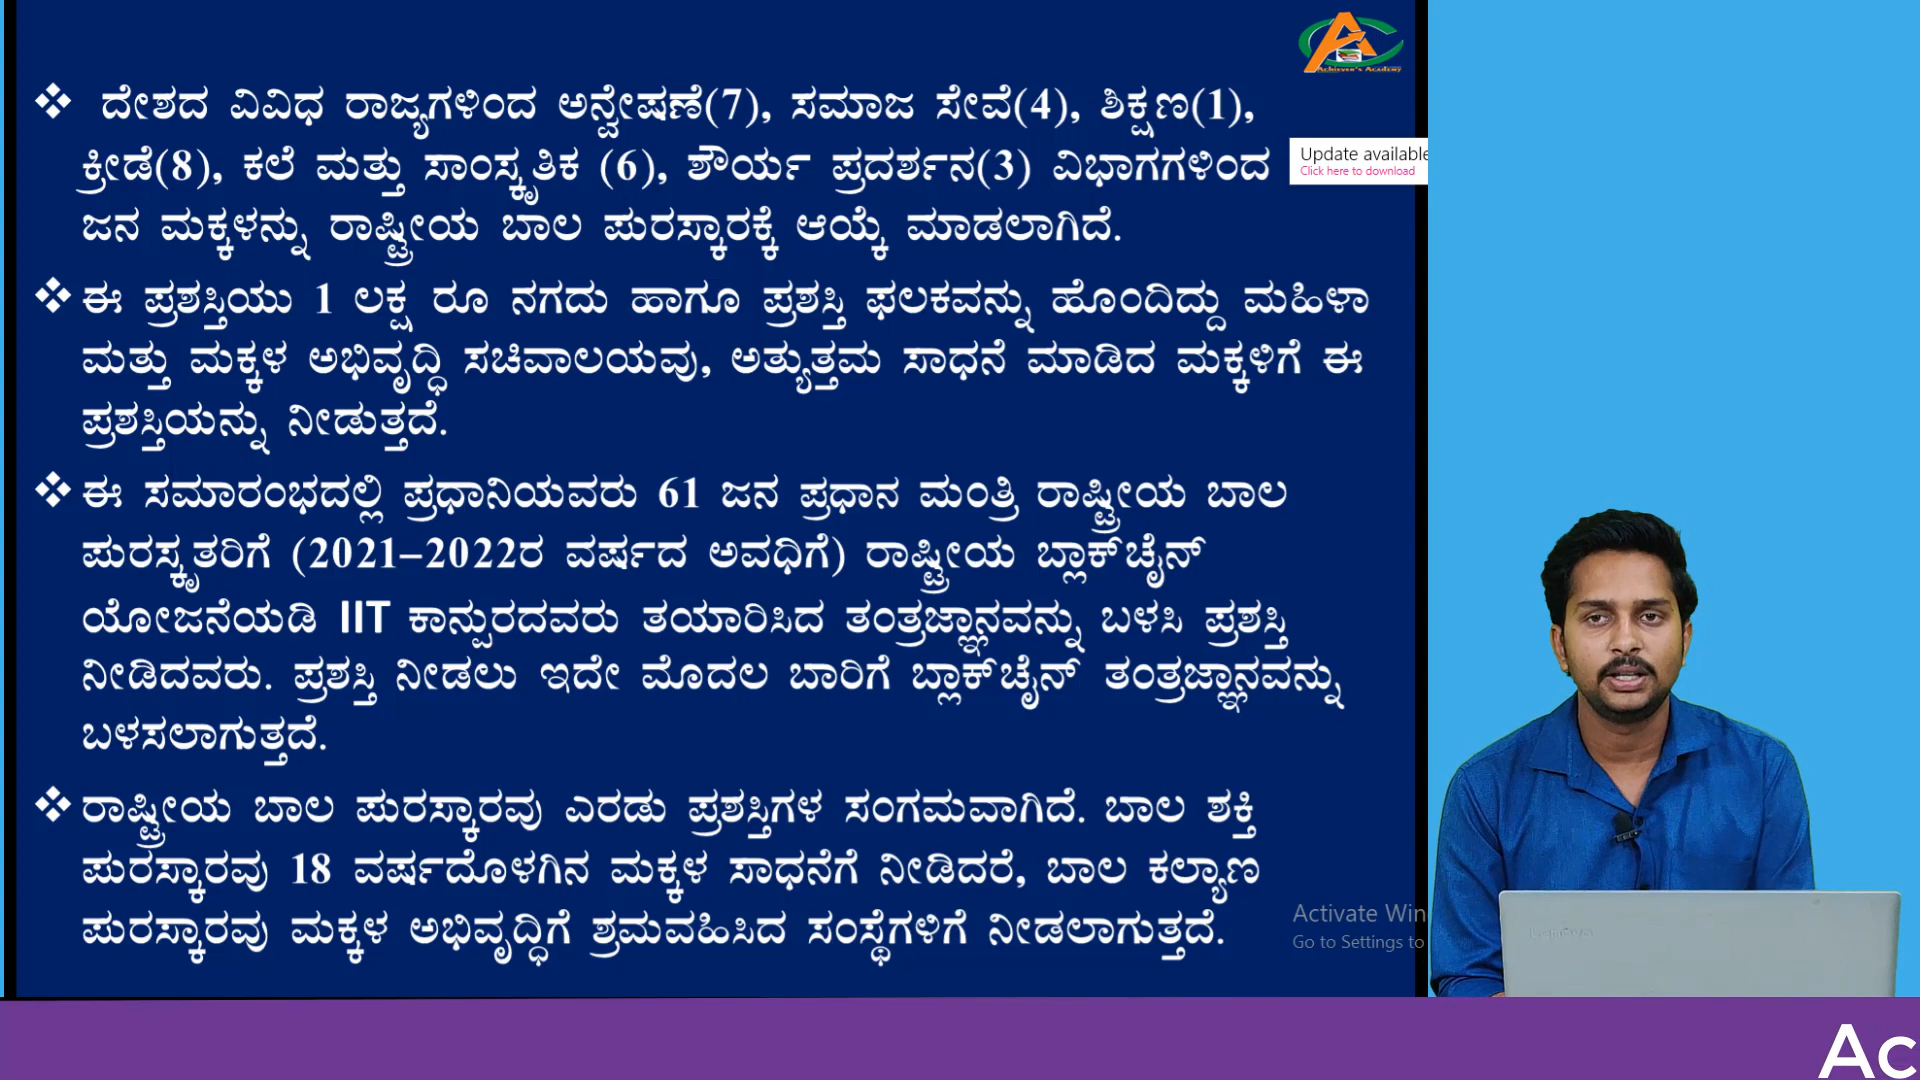 Achiever's Academy
❖ ದೇಶದ ವಿವಿಧ ರಾಜ್ಯಗಳಿಂದ ಅನ್ವೇಷಣೆ(7), ಸಮಾಜ ಸೇವೆ(4), ಶಿಕ್ಷಣ(1),
ಕ್ರೀಡೆ(8), ಕಲೆ ಮತ್ತು ಸಾಂಸ್ಕೃತಿಕ (6), ಶೌರ್ಯ ಪ್ರದರ್ಶನ(3) ವಿಭಾಗಗಳಿಂದ
ಜನ ಮಕ್ಕಳನ್ನು ರಾಷ್ಟ್ರೀಯ ಬಾಲ ಪುರಸ್ಕಾರಕ್ಕೆ ಆಯ್ಕೆ ಮಾಡಲಾಗಿದೆ.
Update available
Click here to download
❖ ಈ ಪ್ರಶಸ್ತಿಯು 1 ಲಕ್ಷ ರೂ ನಗದು ಹಾಗೂ ಪ್ರಶಸ್ತಿ ಫಲಕವನ್ನು ಹೊಂದಿದ್ದು ಮಹಿಳಾ
ಮತ್ತು ಮಕ್ಕಳ ಅಭಿವೃದ್ಧಿ ಸಚಿವಾಲಯವು, ಅತ್ಯುತ್ತಮ ಸಾಧನೆ ಮಾಡಿದ ಮಕ್ಕಳಿಗೆ ಈ
ಪ್ರಶಸ್ತಿಯನ್ನು ನೀಡುತ್ತದೆ.
❖ ಈ ಸಮಾರಂಭದಲ್ಲಿ ಪ್ರಧಾನಿಯವರು 61 ಜನ ಪ್ರಧಾನ ಮಂತ್ರಿ ರಾಷ್ಟ್ರೀಯ ಬಾಲ
ಪುರಸ್ಕೃತರಿಗೆ (2021–2022ರ ವರ್ಷದ ಅವಧಿಗೆ) ರಾಷ್ಟ್ರೀಯ ಬ್ಲಾಕ್‌ಚೈನ್
ಯೋಜನೆಯಡಿ IIT ಕಾನ್ಪುರದವರು ತಯಾರಿಸಿದ ತಂತ್ರಜ್ಞಾನವನ್ನು ಬಳಸಿ ಪ್ರಶಸ್ತಿ
ನೀಡಿದವರು. ಪ್ರಶಸ್ತಿ ನೀಡಲು ಇದೇ ಮೊದಲ ಬಾರಿಗೆ ಬ್ಲಾಕ್‌ಚೈನ್ ತಂತ್ರಜ್ಞಾನವನ್ನು
ಬಳಸಲಾಗುತ್ತದೆ.
❖ ರಾಷ್ಟ್ರೀಯ ಬಾಲ ಪುರಸ್ಕಾರವು ಎರಡು ಪ್ರಶಸ್ತಿಗಳ ಸಂಗಮವಾಗಿದೆ. ಬಾಲ ಶಕ್ತಿ
ಪುರಸ್ಕಾರವು 18 ವರ್ಷದೊಳಗಿನ ಮಕ್ಕಳ ಸಾಧನೆಗೆ ನೀಡಿದರೆ, ಬಾಲ ಕಲ್ಯಾಣ
ಪುರಸ್ಕಾರವು ಮಕ್ಕಳ ಅಭಿವೃದ್ಧಿಗೆ ಶ್ರಮವಹಿಸಿದ ಸಂಸ್ಥೆಗಳಿಗೆ ನೀಡಲಾಗುತ್ತದೆ.
Activate Win
Go to Settings to
Lenovo
Ac